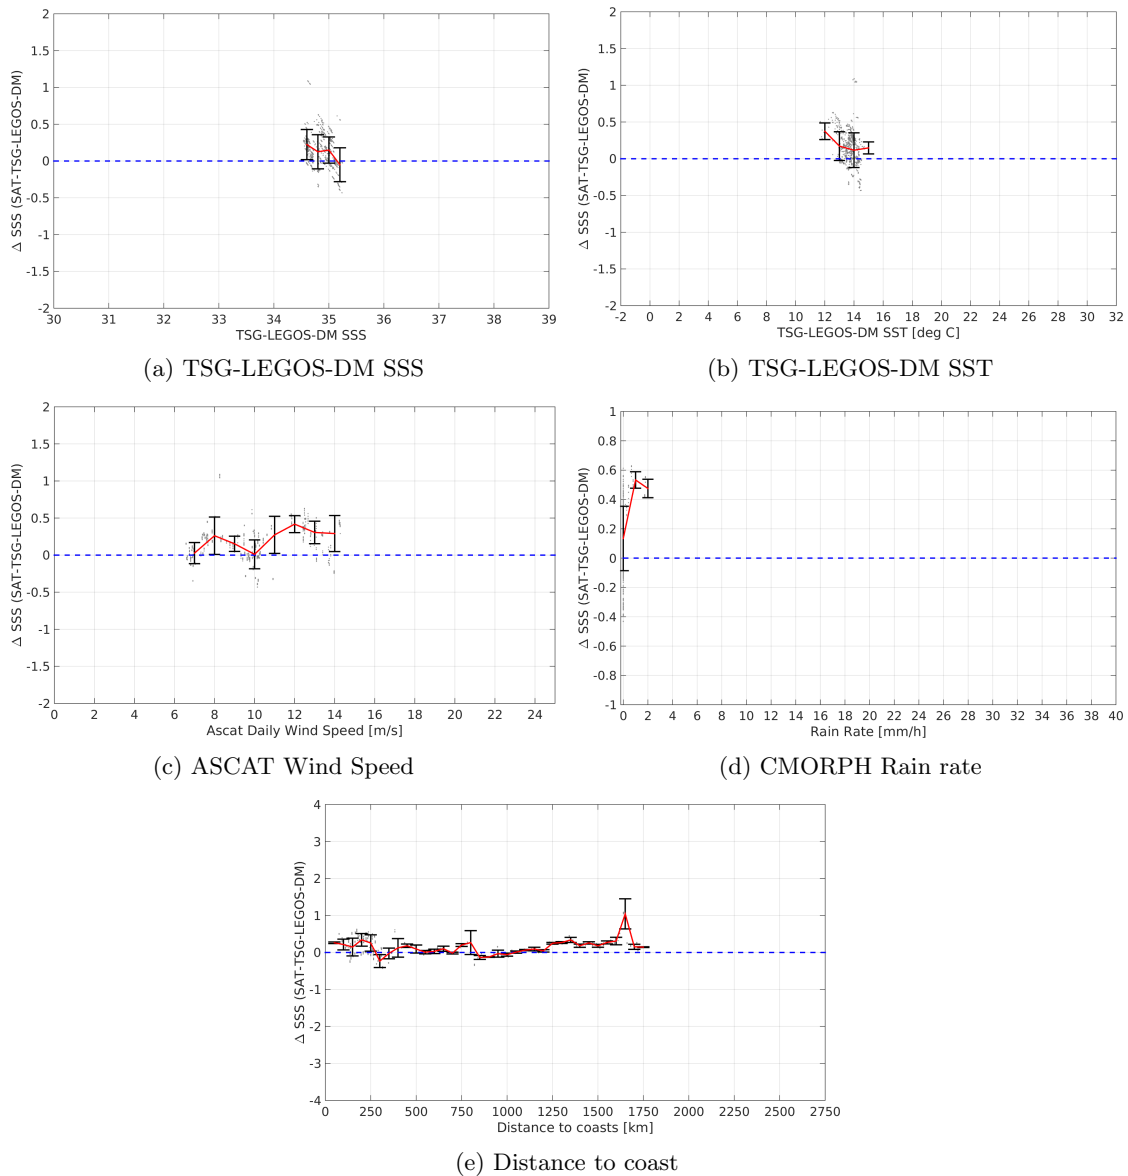 2
1.5
1
0.5
0
-0.5
-1
-1.5
-2
Δ SSS (SAT-TSG-LEGOS-DM)
30 31 32 33 34 35 36 37 38 39
TSG-LEGOS-DM SSS
(a) TSG-LEGOS-DM SSS
2
1.5
1
0.5
0
-0.5
-1
-1.5
-2
Δ SSS (SAT-TSG-LEGOS-DM)
-2 0 2 4 6 8 10 12 14 16 18 20 22 24 26 28 30 32
TSG-LEGOS-DM SST [deg C]
(b) TSG-LEGOS-DM SST
2
1.5
1
0.5
0
-0.5
-1
-1.5
-2
Δ SSS (SAT-TSG-LEGOS-DM)
0 2 4 6 8 10 12 14 16 18 20 22 24
Ascat Daily Wind Speed [m/s]
(c) ASCAT Wind Speed
1
0.8
0.6
0.4
0.2
0
-0.2
-0.4
-0.6
-0.8
-1
Δ SSS (SAT-TSG-LEGOS-DM)
0 2 4 6 8 10 12 14 16 18 20 22 24 26 28 30 32 34 36 38 40
Rain Rate [mm/h]
(d) CMORPH Rain rate
4
3
2
1
0
-1
-2
-3
-4
Δ SSS (SAT-TSG-LEGOS-DM)
0 250 500 750 1000 1250 1500 1750 2000 2250 2500 2750
Distance to coasts [km]
(e) Distance to coast